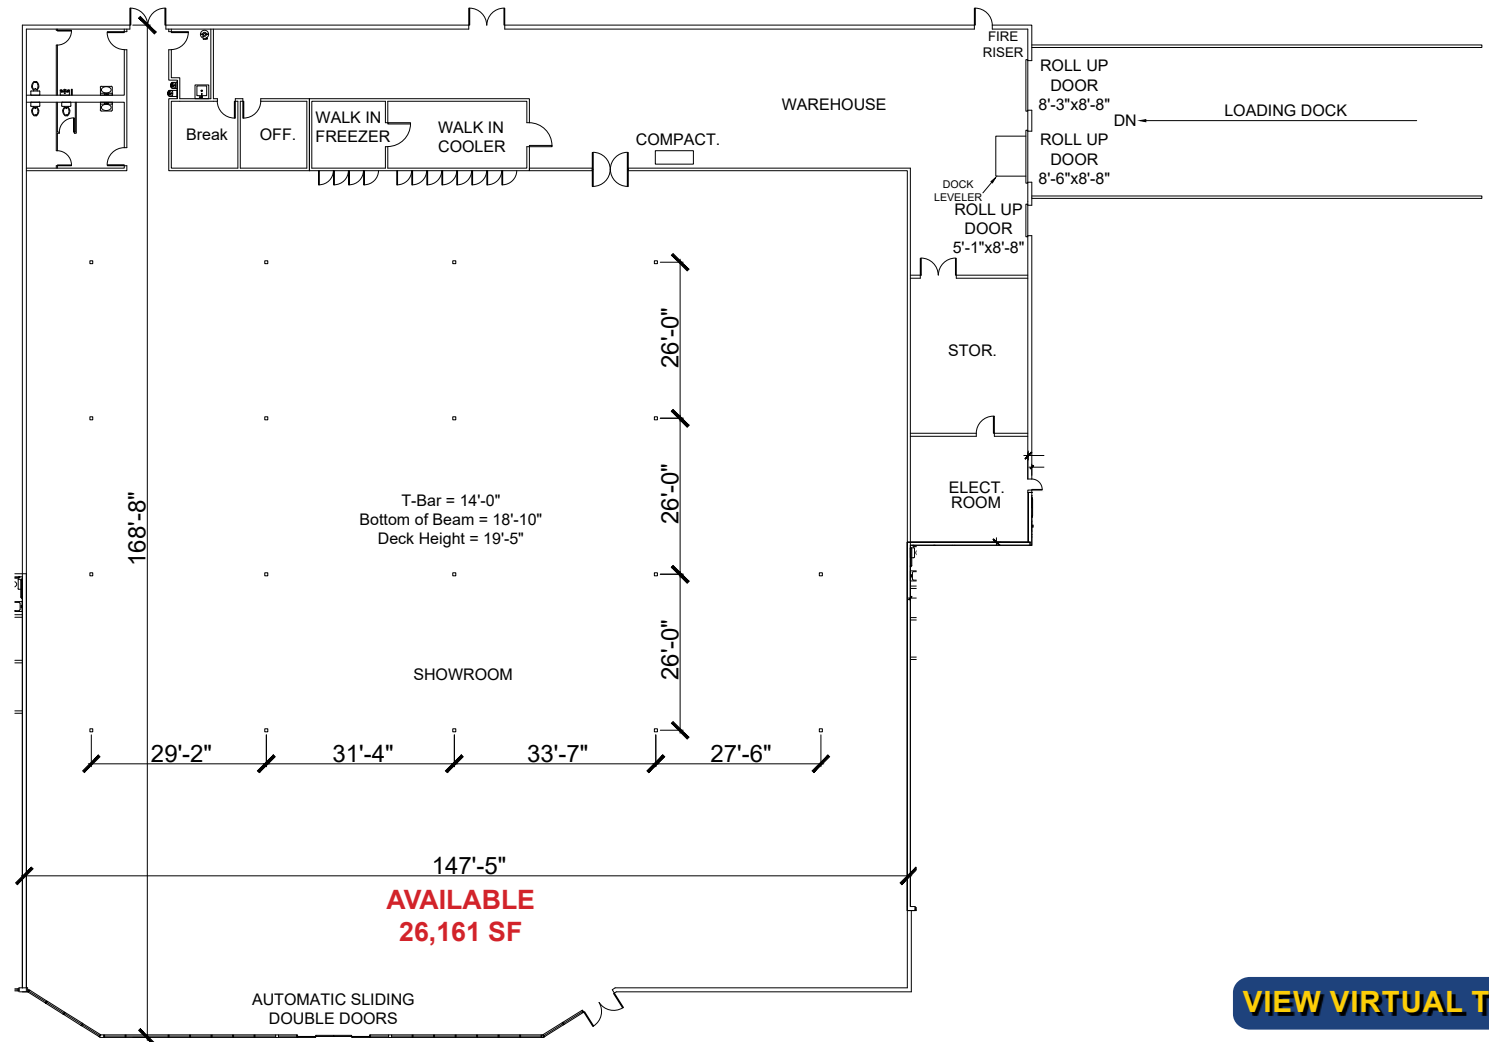 FIRE
RISER
ROLL UP
DOOR
8'-3"x8'-8"
WAREHOUSE
LOADING DOCK
DN
Break
OFF.
WALK IN
FREEZER
WALK IN
COOLER
COMPACT.
ROLL UP
DOOR
8'-6"x8'-8"
DOCK
LEVELER
ROLL UP
DOOR
5'-1"x8'-8"
26'-0"
STOR.
168'-8"
T-Bar = 14'-0"
Bottom of Beam = 18'-10"
Deck Height = 19'-5"
26'-0"
ELECT.
ROOM
26'-0"
SHOWROOM
29'-2"
31'-4"
33'-7"
27'-6"
147'-5"
AVAILABLE
26,161 SF
AUTOMATIC SLIDING
DOUBLE DOORS
VIEW VIRTUAL T